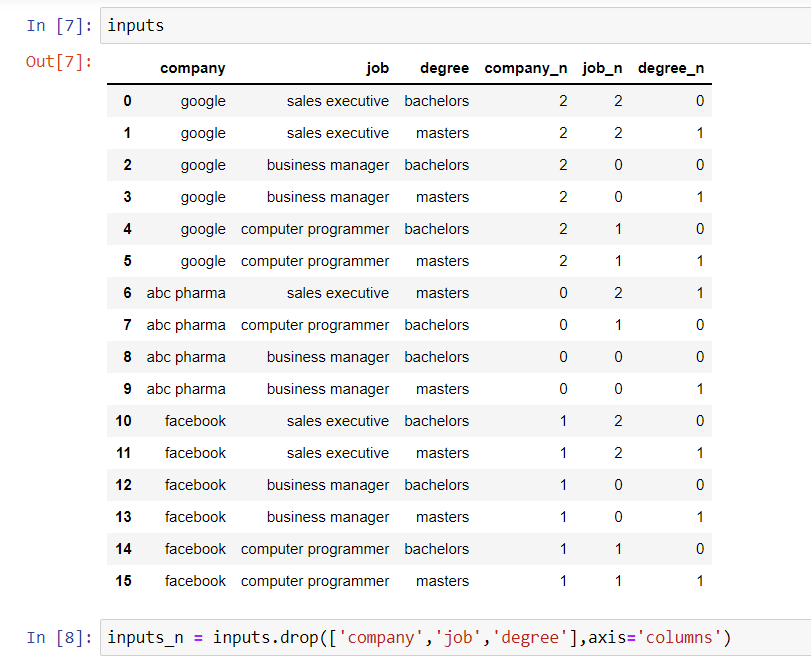 In [7]: inputs
Out[7]:
company job degree company_n job_n degree_n
0 google sales executive bachelors 2 2 0
1 google sales executive masters 2 2 1
2 google business manager bachelors 2 0 0
3 google business manager masters 2 0 1
4 google computer programmer bachelors 2 1 0
5 google computer programmer masters 2 1 1
6 abc pharma sales executive masters 0 2 1
7 abc pharma computer programmer bachelors 0 1 0
8 abc pharma business manager bachelors 0 0 0
9 abc pharma business manager masters 0 0 1
10 facebook sales executive bachelors 1 2 0
11 facebook sales executive masters 1 2 1
12 facebook business manager bachelors 1 0 0
13 facebook business manager masters 1 0 1
14 facebook computer programmer bachelors 1 1 0
15 facebook computer programmer masters 1 1 1
In [8]: inputs_n = inputs.drop(['company','job','degree'],axis='columns')